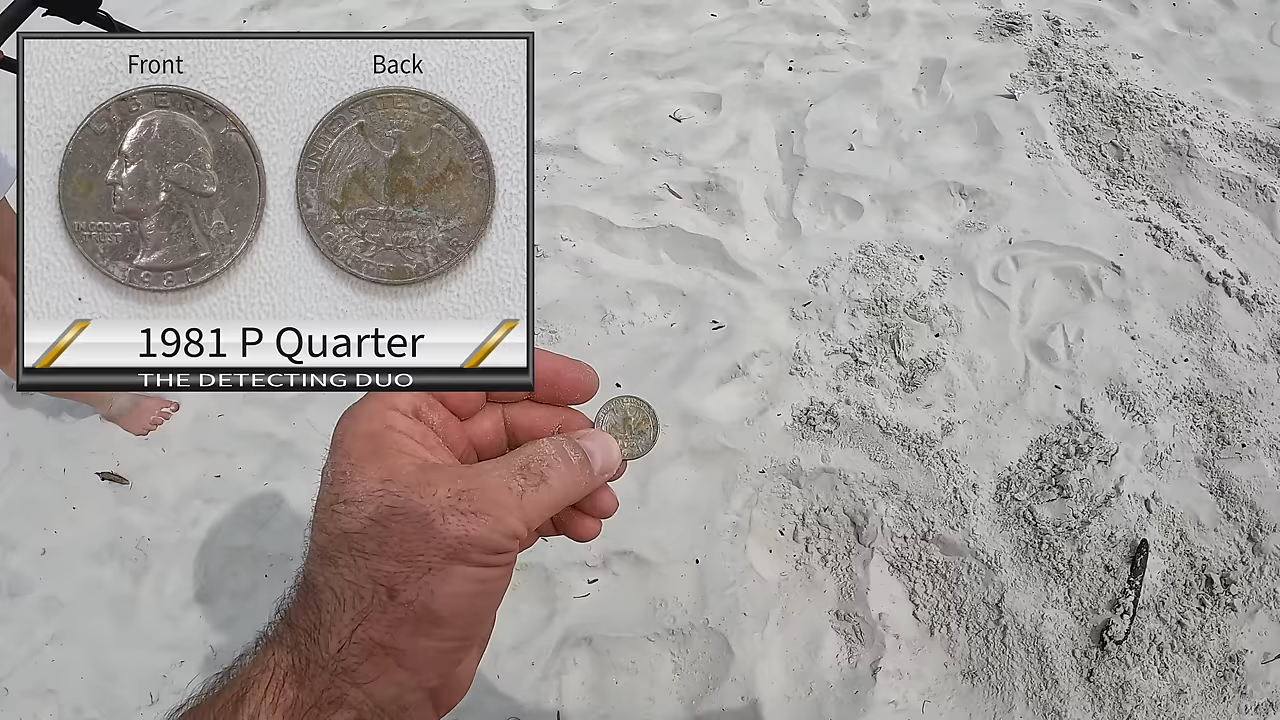 Front Back
LIBERTY
IN GOD WE
TRUST
1981
UNITED STATES OF AMERICA
QUARTER DOLLAR
1981 P Quarter
THE DETECTING DUO